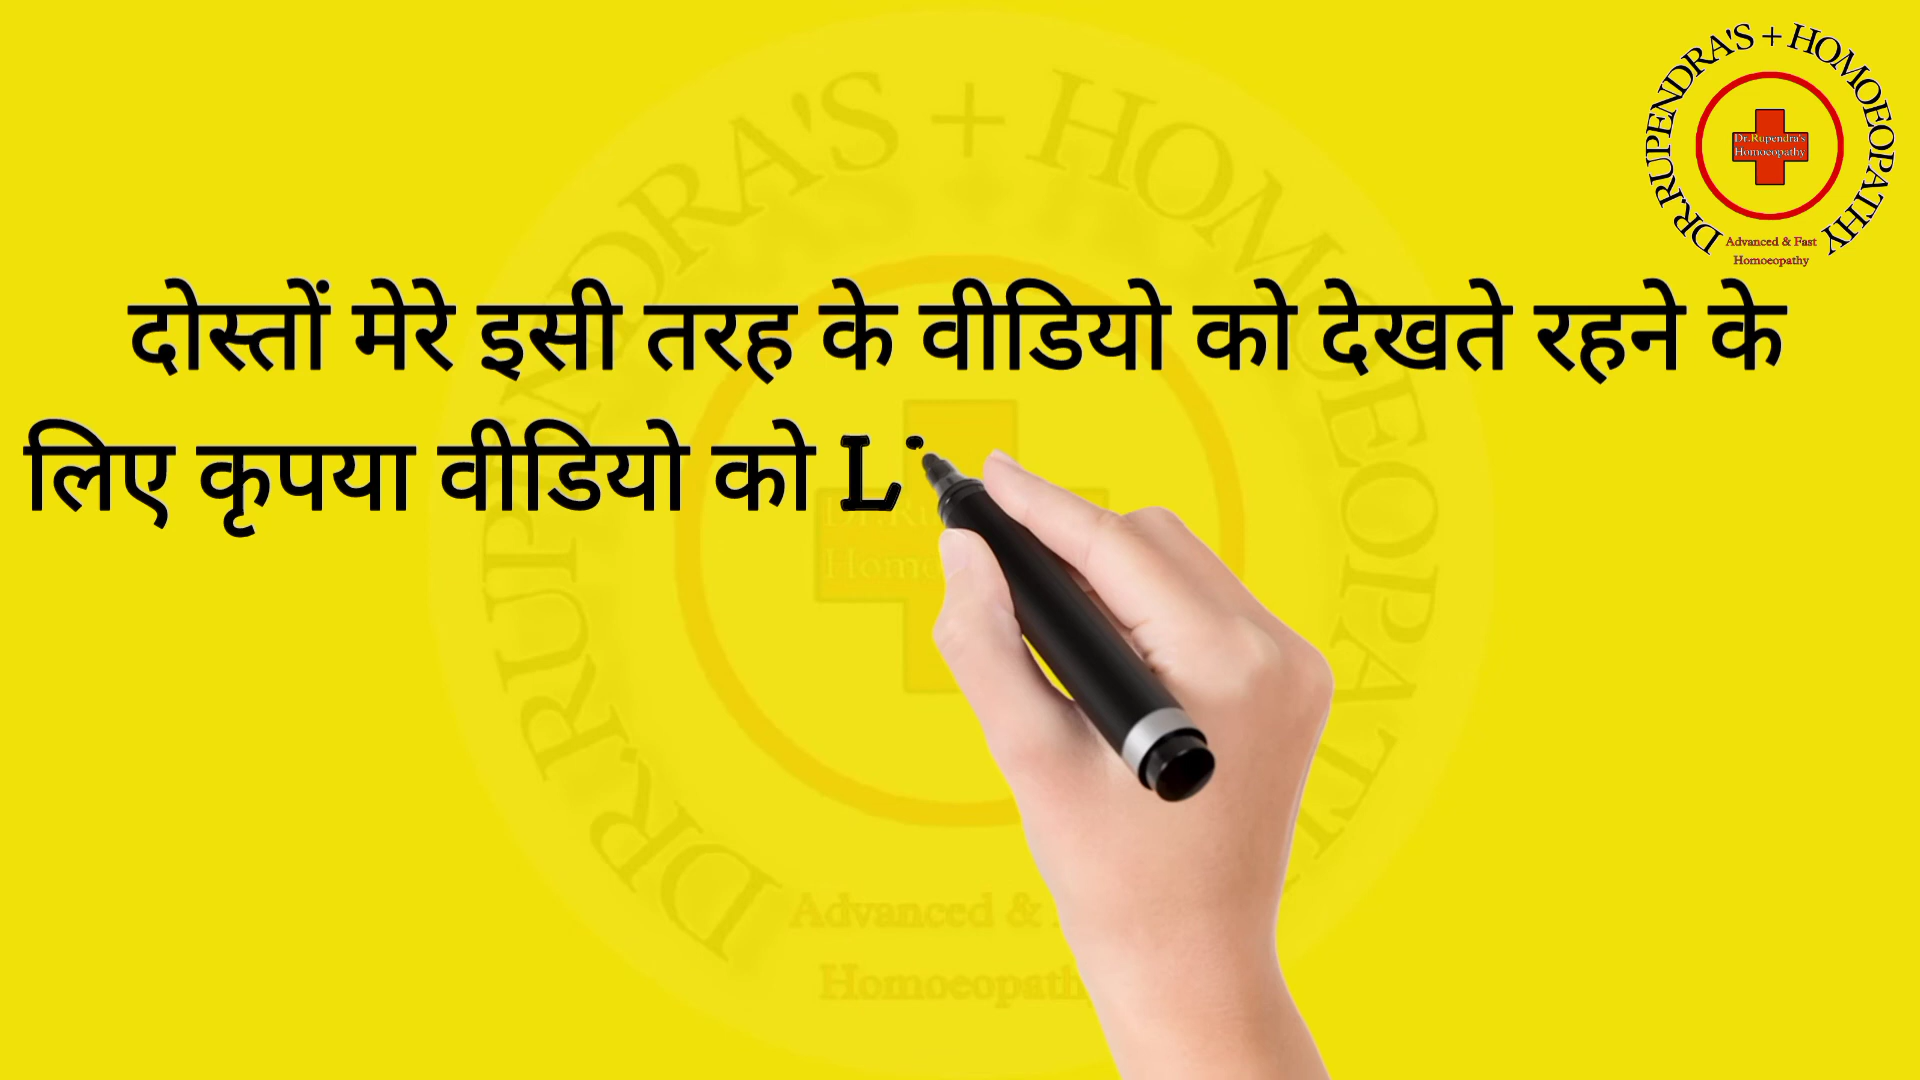 DR.RUPENDRA'S + HOMOEOPATHY
Dr.Rupendra's
Homoeopathy
Advanced & Fast
Homoeopathy
दोस्तों मेरे इसी तरह के वीडियो को देखते रहने के
लिए कृपया वीडियो को L